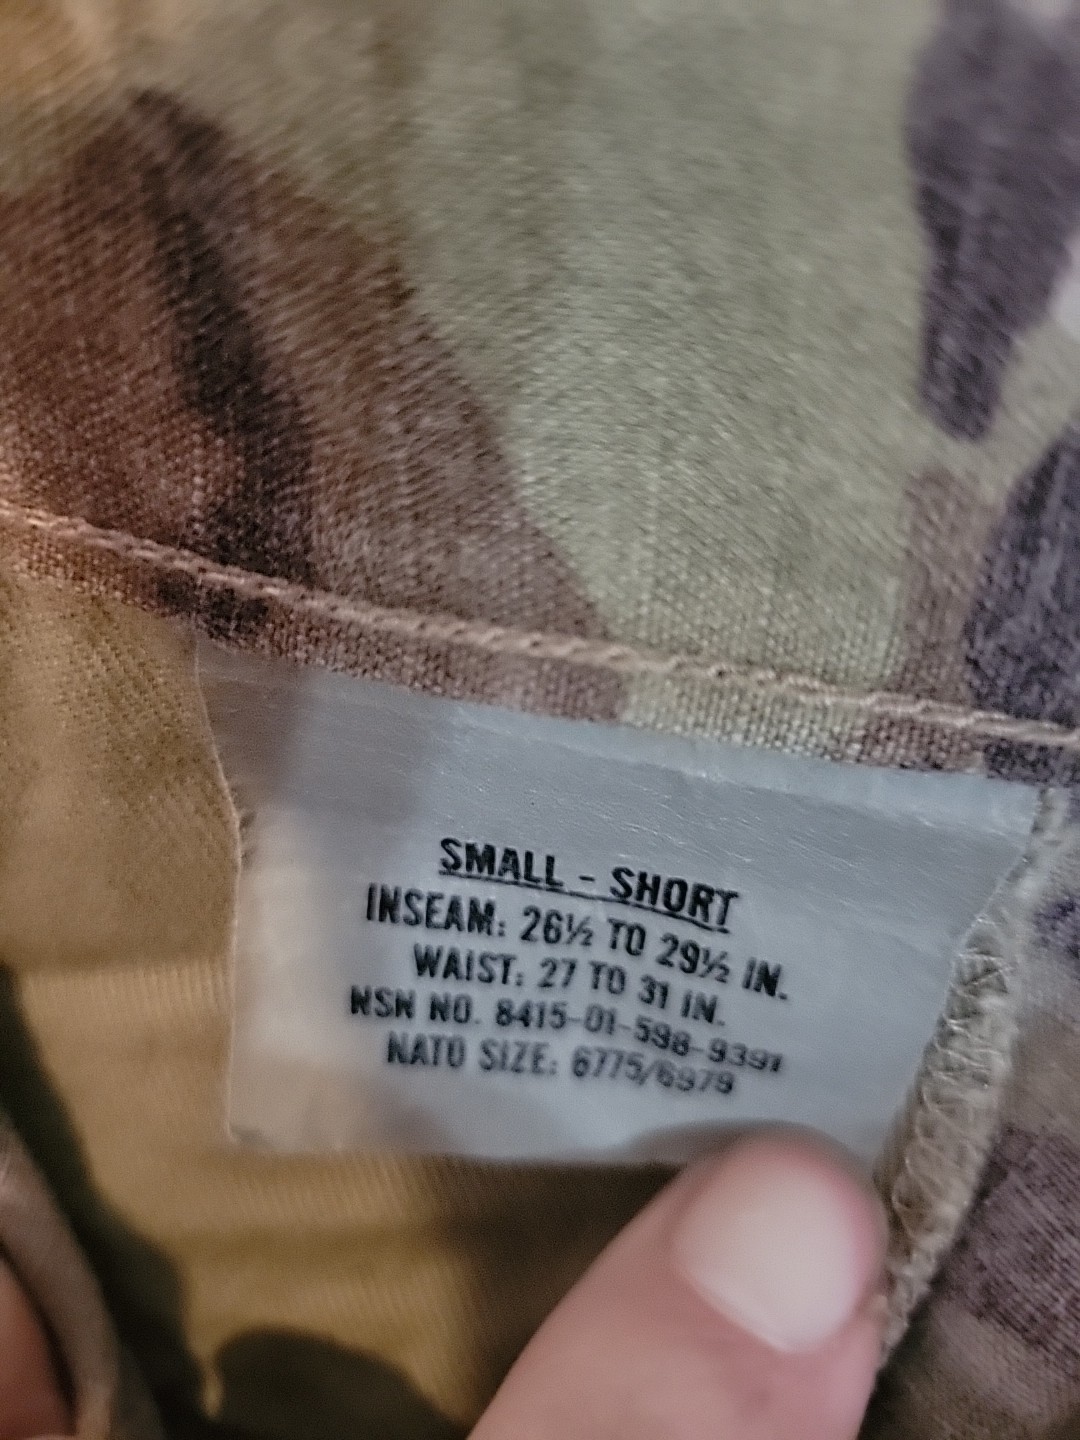 SMALL - SHORT
INSEAM: 26½ TO 29½ IN.
WAIST: 27 TO 31 IN.
NSN NO. 8415-01-598-9391
NATO SIZE: 6775/6979